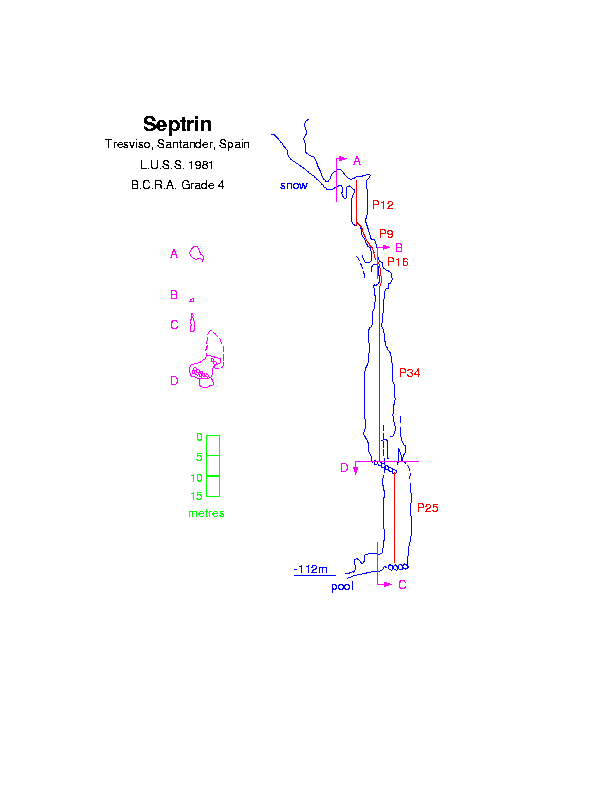 Septrin
Tresviso, Santander, Spain
L.U.S.S. 1981
B.C.R.A. Grade 4
snow
A
P12
P9
B
P16
A
B
C
D
P34
0
5
10
15
metres
D
P25
-112m
pool
C